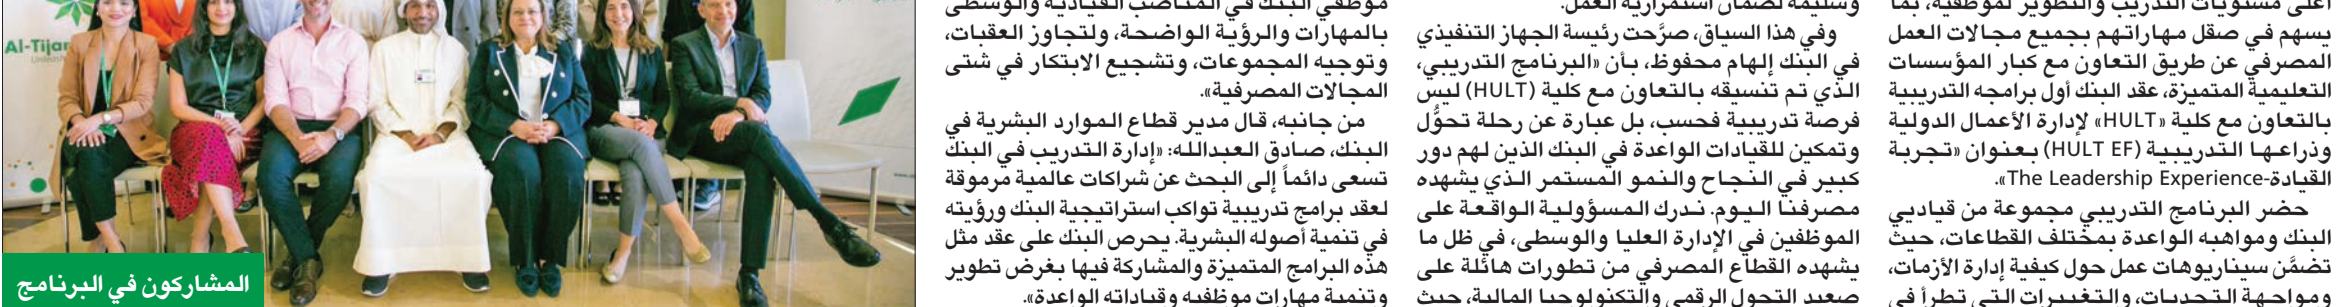 أعلى مستويات التدريب والتطوير لموظفيه، بما
يسهم في صقل مهاراتهم بجميع مجالات العمل
المصرفي عن طريق التعاون مع كبار المؤسسات
التعليمية المتميزة، عقد البنك أول برامجه التدريبية
بالتعاون مع كلية «HULT» لإدارة الأعمال الدولية
وذراعها التدريبية (HULT EF) بعنوان «تجربة
القيادة-The Leadership Experience».
حضر البرنامج التدريبي مجموعة من قياديي
البنك ومواهبه الواعدة بمختلف القطاعات، حيث
تضمَّن سيناريوهات عمل حول كيفية إدارة الأزمات،
ومواجهة التحديات، والتغييرات التي تطرأ في
وسليمة لضمان استمرارية العمل.
وفي هذا السياق، صرَّحت رئيسة الجهاز التنفيذي
في البنك إلهام محفوظ، بأن «البرنامج التدريبي،
الذي تم تنسيقه بالتعاون مع كلية (HULT) ليس
فرصة تدريبية فحسب، بل عبارة عن رحلة تحوُّل
وتمكين للقيادات الواعدة في البنك الذين لهم دور
كبير في النجاح والنمو المستمر الذي يشهده
مصرفنا اليوم. ندرك المسؤولية الواقعة على
الموظفين في الإدارة العليا والوسطى، في ظل ما
يشهده القطاع المصرفي من تطورات هائلة على
صعيد التحول الرقمي والتكنولوجيا المالية، حيث
موظفي البنك في المناصب القيادية والوسطى
بالمهارات والرؤية الواضحة، ولتجاوز العقبات،
وتوجيه المجموعات، وتشجيع الابتكار في شتى
المجالات المصرفية».
من جانبه، قال مدير قطاع الموارد البشرية في
البنك، صادق العبدالله: «إدارة التدريب في البنك
تسعى دائماً إلى البحث عن شراكات عالمية مرموقة
لعقد برامج تدريبية تواكب استراتيجية البنك ورؤيته
في تنمية أصوله البشرية. يحرص البنك على عقد مثل
هذه البرامج المتميزة والمشاركة فيها بغرض تطوير
وتنمية مهارات موظفيه وقياداته الواعدة».
Al-Tijar
المشاركون في البرنامج